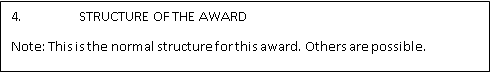 4. STRUCTURE OF THE AWARD
Note: This is the normal structure for this award. Others are possible.